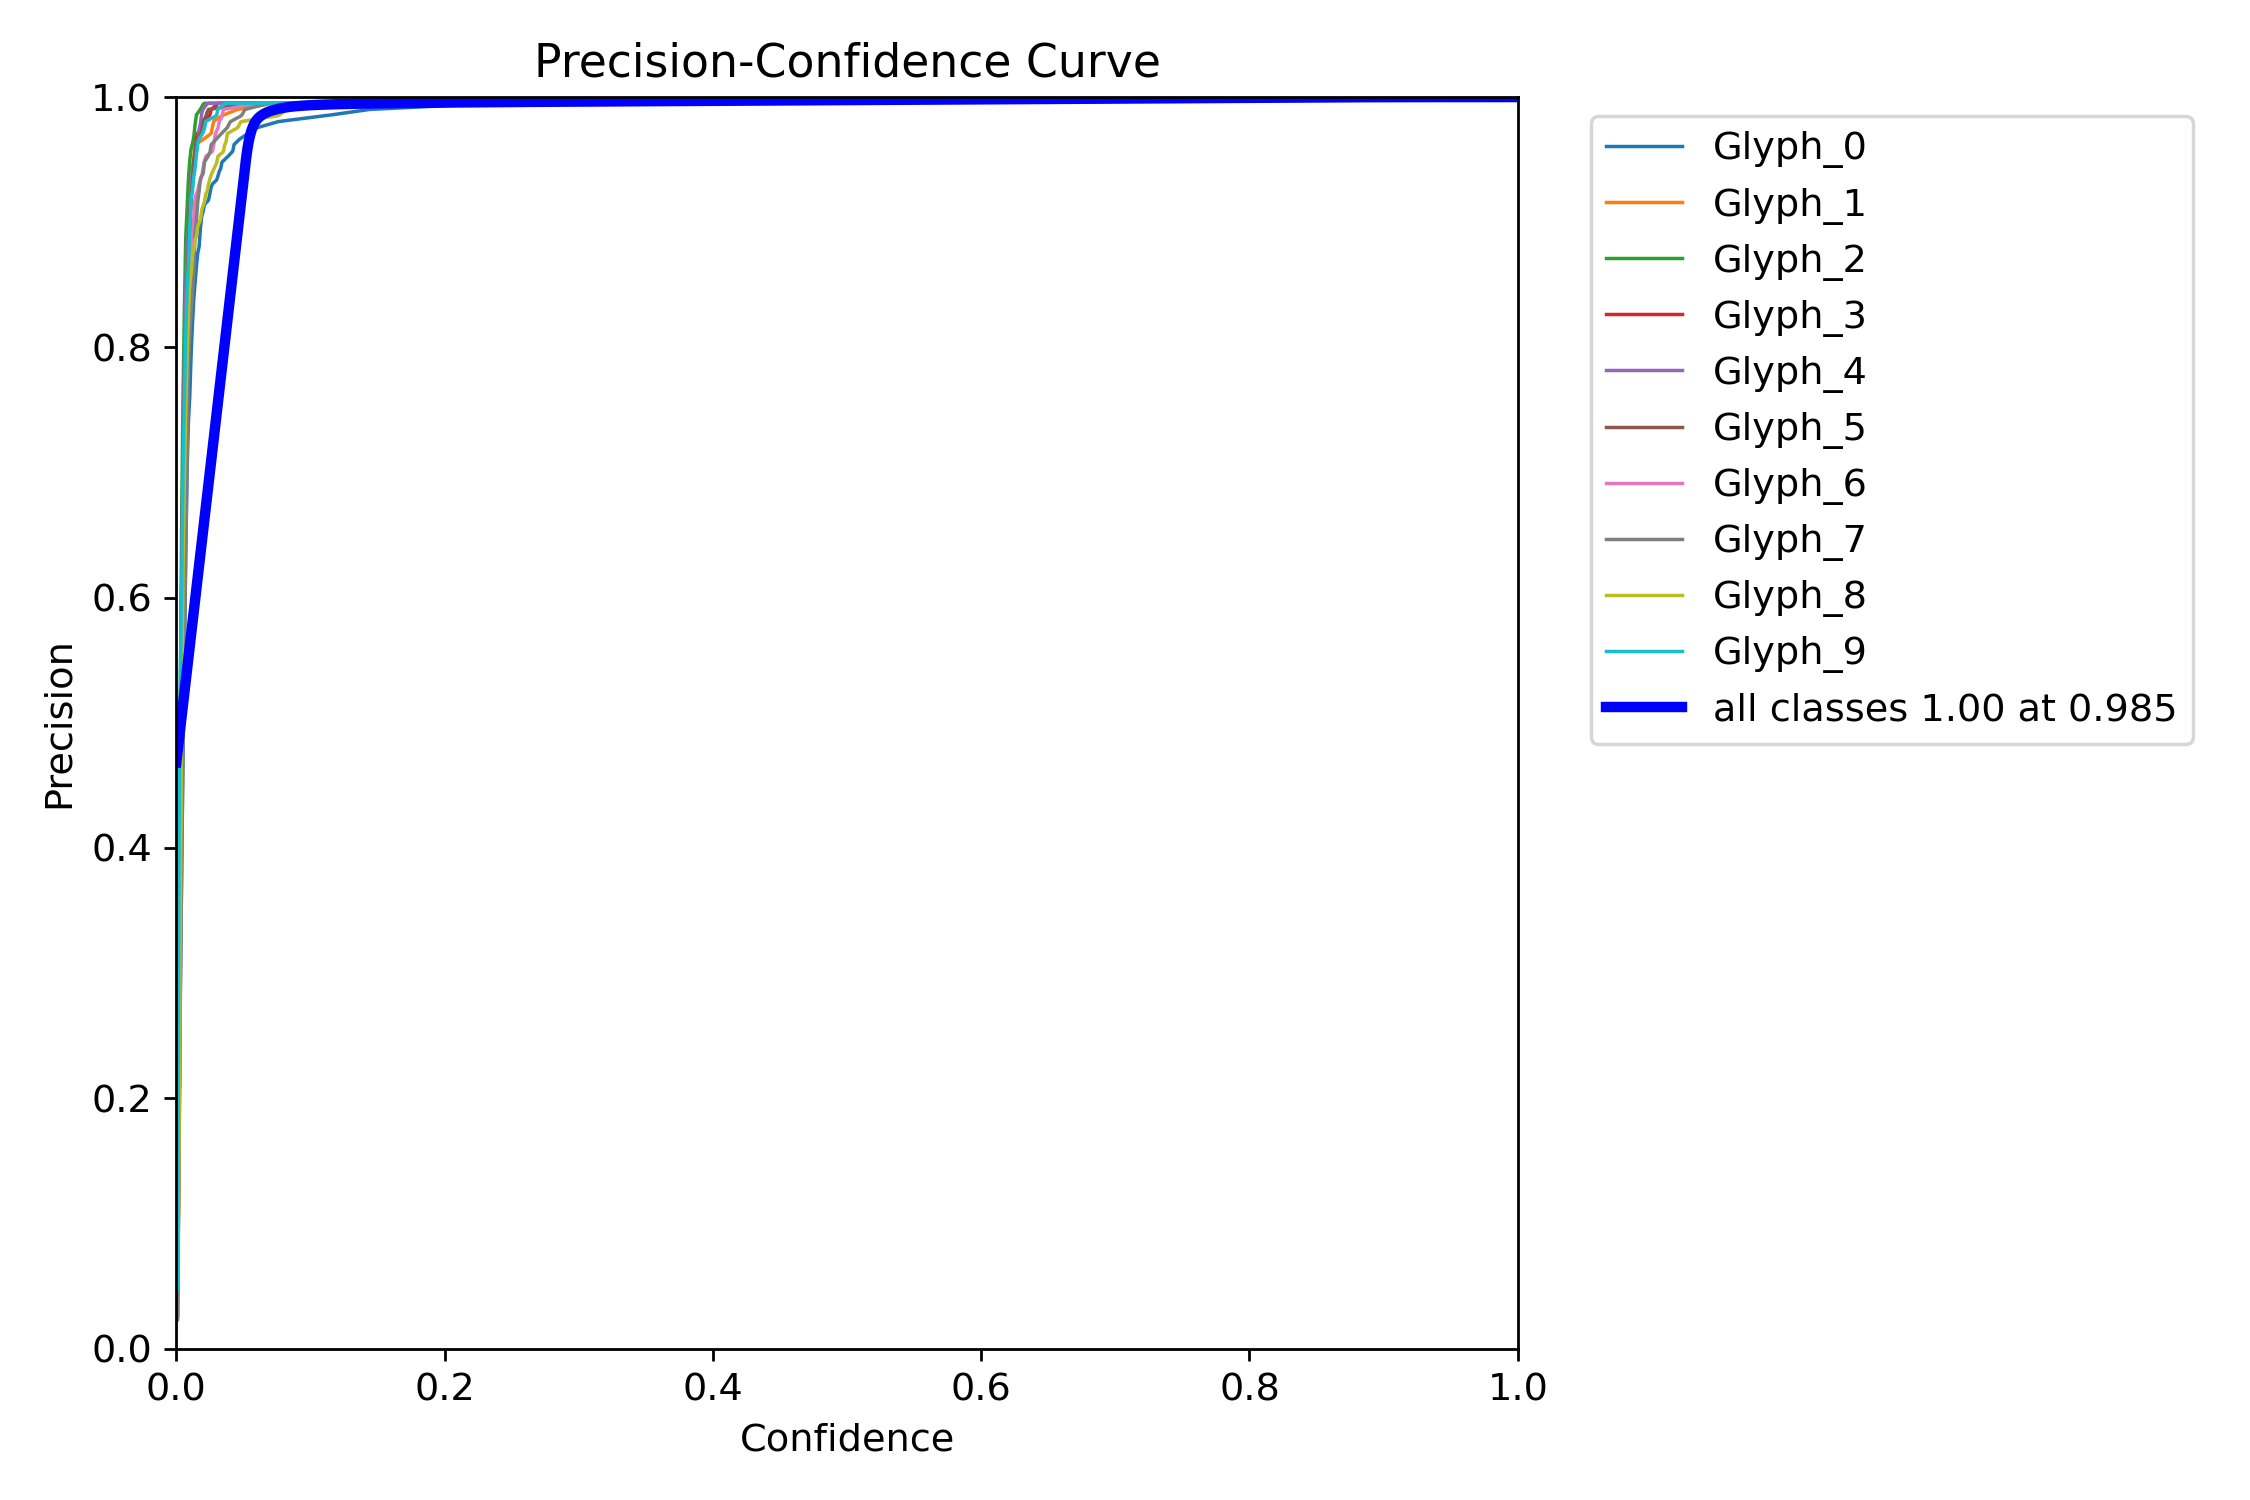 Precision-Confidence Curve
1.0
0.8
0.6
0.4
0.2
0.0
Precision
0.0 0.2 0.4 0.6 0.8 1.0
Confidence
Glyph_0
Glyph_1
Glyph_2
Glyph_3
Glyph_4
Glyph_5
Glyph_6
Glyph_7
Glyph_8
Glyph_9
all classes 1.00 at 0.985